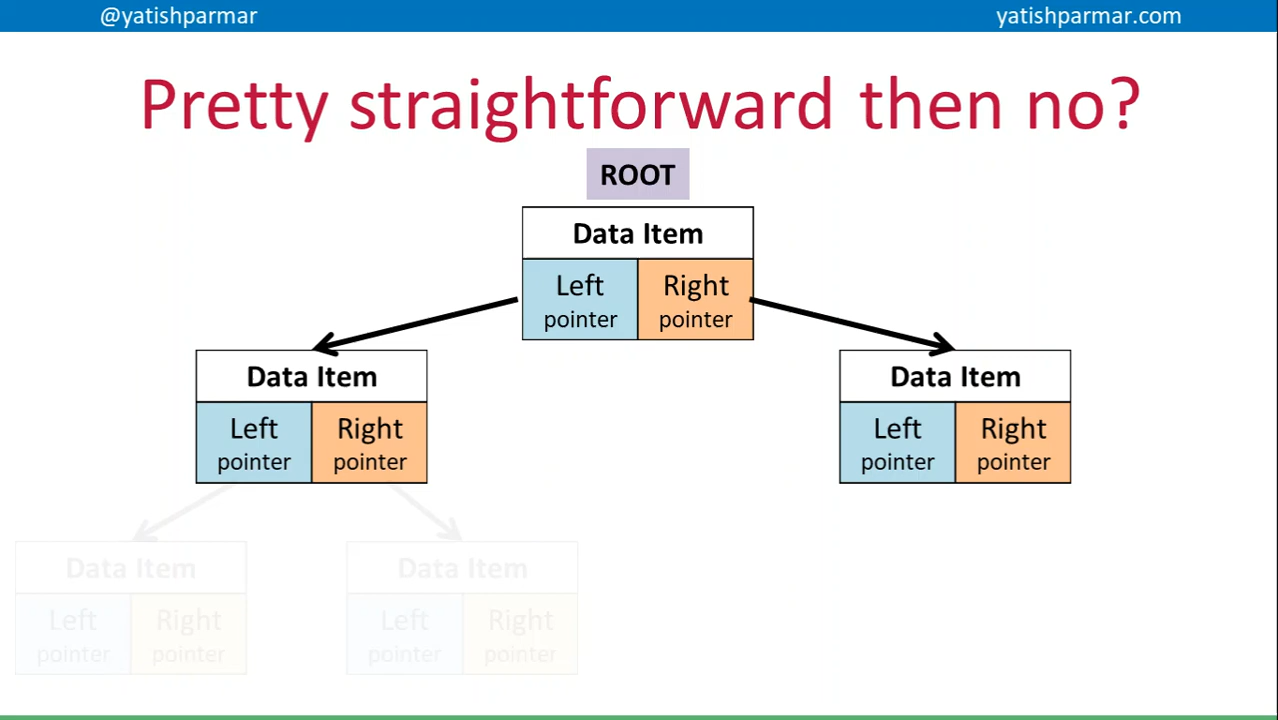 @yatishparmar
yatishparmar.com
Pretty straightforward then no?
ROOT
Data Item
Left Right
pointer pointer
Data Item Data Item
Left Right Left Right
pointer pointer pointer pointer
Data Item Data Item
Left Right Left Right
pointer pointer pointer pointer